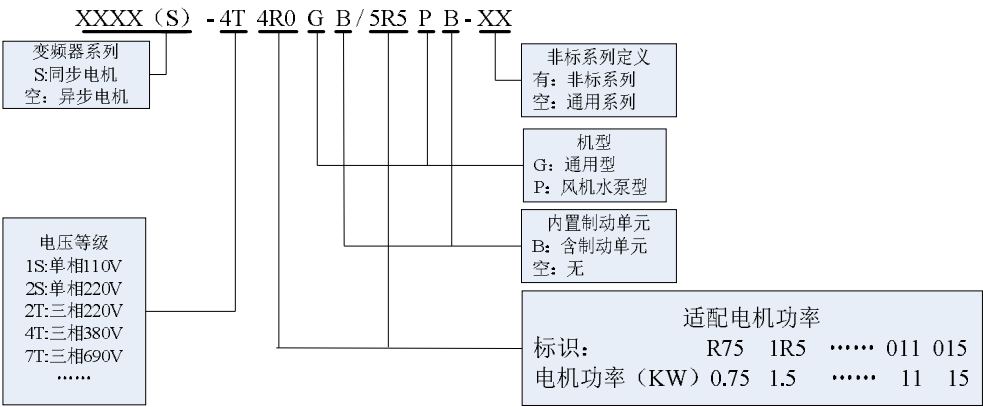 XXXX（S）-4T 4R0 G B/5R5 P B-XX
变频器系列
S:同步电机
空：异步电机
非标系列定义
有：非标系列
空：通用系列
机型
G：通用型
P：风机水泵型
内置制动单元
B：含制动单元
空：无
电压等级
1S:单相110V
2S:单相220V
2T:三相220V
4T:三相380V
7T:三相690V
……
适配电机功率
标识： R75 1R5 …… 011 015
电机功率（KW）0.75 1.5 …… 11 15